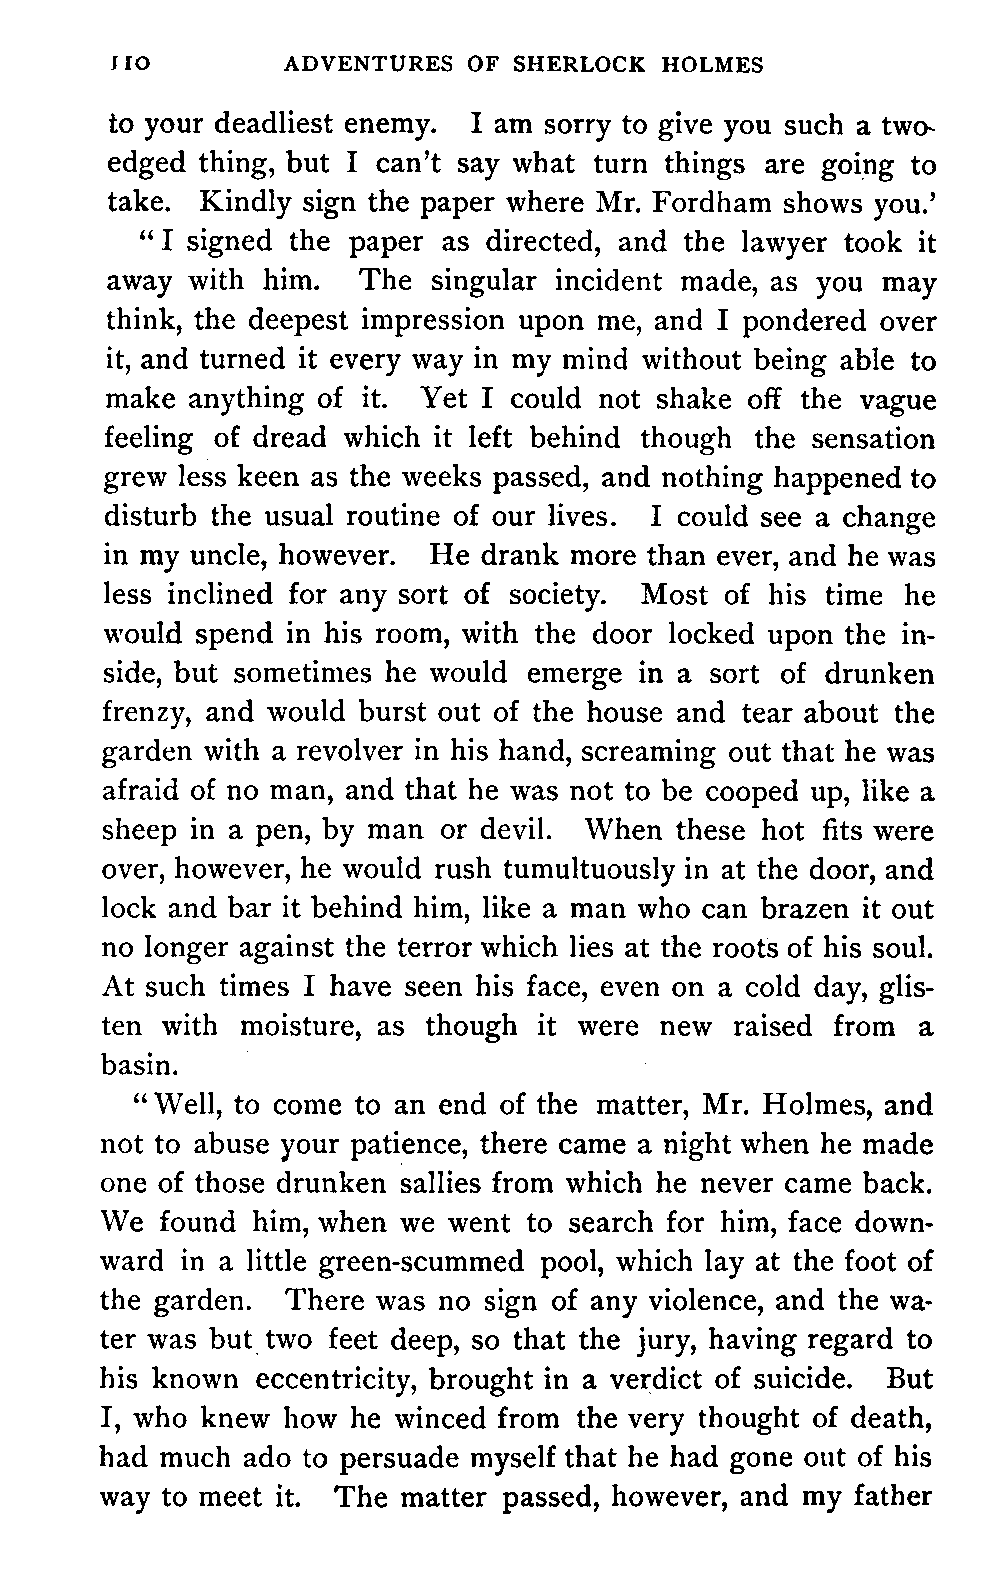 110 ADVENTURES OF SHERLOCK HOLMES
to your deadliest enemy. I am sorry to give you such a two-
edged thing, but I can't say what turn things are going to
take. Kindly sign the paper where Mr. Fordham shows you.'
"I signed the paper as directed, and the lawyer took it
away with him. The singular incident made, as you may
think, the deepest impression upon me, and I pondered over
it, and turned it every way in my mind without being able to
make anything of it. Yet I could not shake off the vague
feeling of dread which it left behind though the sensation
grew less keen as the weeks passed, and nothing happened to
disturb the usual routine of our lives. I could see a change
in my uncle, however. He drank more than ever, and he was
less inclined for any sort of society. Most of his time he
would spend in his room, with the door locked upon the in-
side, but sometimes he would emerge in a sort of drunken
frenzy, and would burst out of the house and tear about the
garden with a revolver in his hand, screaming out that he was
afraid of no man, and that he was not to be cooped up, like a
sheep in a pen, by man or devil. When these hot fits were
over, however, he would rush tumultuously in at the door, and
lock and bar it behind him, like a man who can brazen it out
no longer against the terror which lies at the roots of his soul.
At such times I have seen his face, even on a cold day, glis-
ten with moisture, as though it were new raised from a
basin.
"Well, to come to an end of the matter, Mr. Holmes, and
not to abuse your patience, there came a night when he made
one of those drunken sallies from which he never came back.
We found him, when we went to search for him, face down-
ward in a little green-scummed pool, which lay at the foot of
the garden. There was no sign of any violence, and the wa-
ter was but two feet deep, so that the jury, having regard to
his known eccentricity, brought in a verdict of suicide. But
I, who knew how he winced from the very thought of death,
had much ado to persuade myself that he had gone out of his
way to meet it. The matter passed, however, and my father